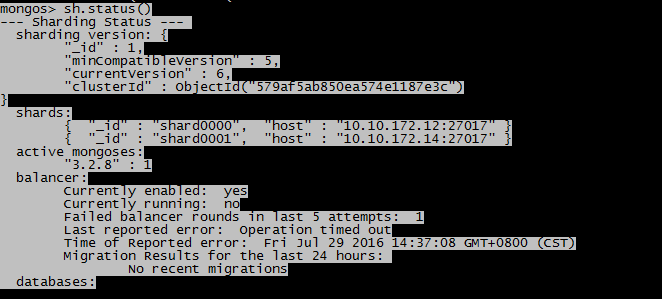 mongos> sh.status()
--- Sharding Status ---
sharding version: {
"_id" : 1,
"minCompatibleVersion" : 5,
"currentVersion" : 6,
"clusterId" : ObjectId("579af5ab850ea574e1187e3c")
}
shards:
{ "_id" : "shard0000", "host" : "10.10.172.12:27017" }
{ "_id" : "shard0001", "host" : "10.10.172.14:27017" }
active mongoses:
"3.2.8" : 1
balancer:
Currently enabled: yes
Currently running: no
Failed balancer rounds in last 5 attempts: 1
Last reported error: Operation timed out
Time of Reported error: Fri Jul 29 2016 14:37:08 GMT+0800 (CST)
Migration Results for the last 24 hours:
No recent migrations
databases: